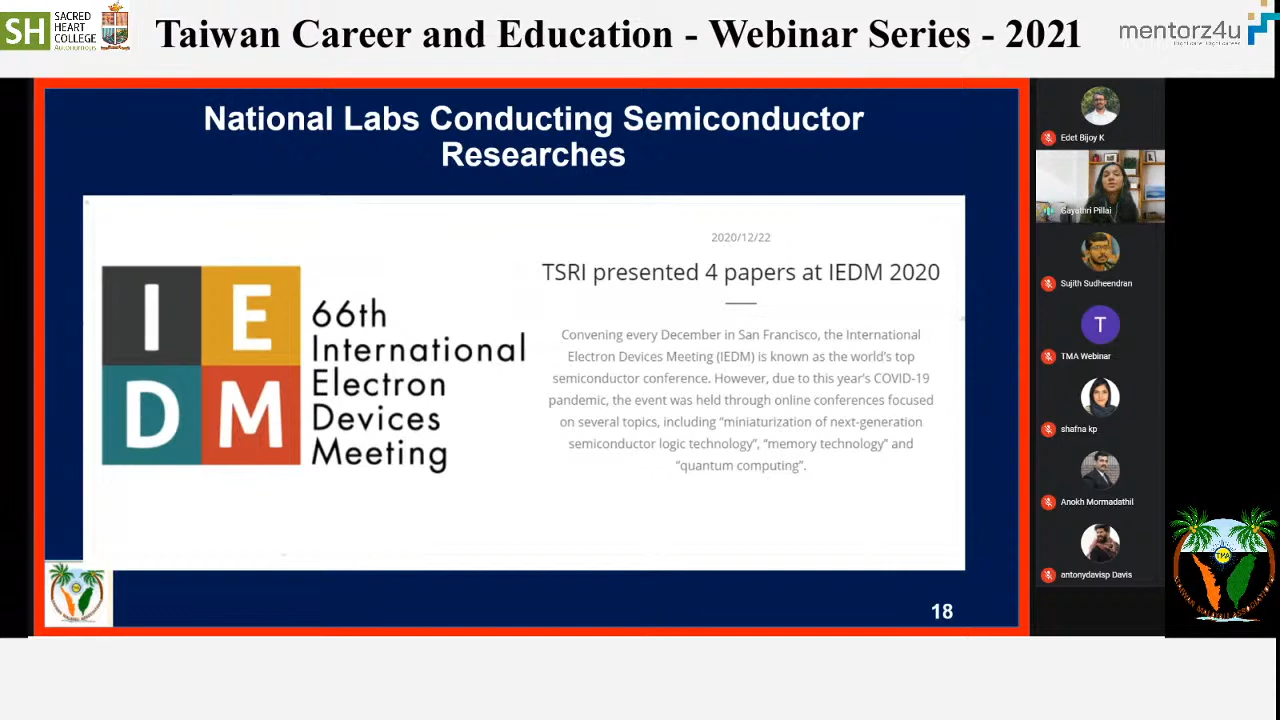 SH
SACRED
HEART
COLLEGE
Autonomous
Taiwan Career and Education - Webinar Series - 2021
mentorz4u
National Labs Conducting Semiconductor
Researches
I E
D M
66th
International
Electron
Devices
Meeting
2020/12/22
TSRI presented 4 papers at IEDM 2020
Convening every December in San Francisco, the International
Electron Devices Meeting (IEDM) is known as the world's top
semiconductor conference. However, due to this year's COVID-19
pandemic, the event was held through online conferences focused
on several topics, including “miniaturization of next-generation
semiconductor logic technology”, “memory technology” and
“quantum computing”.
18
Edet Bijoy K
Gayathri Pillai
Sujith Sudheendran
T
TMA Webinar
shafna kp
Anokh Mormadathil
antonydavisp Davis
TMA
TAIWAN MALAYALI ASSOCIATION